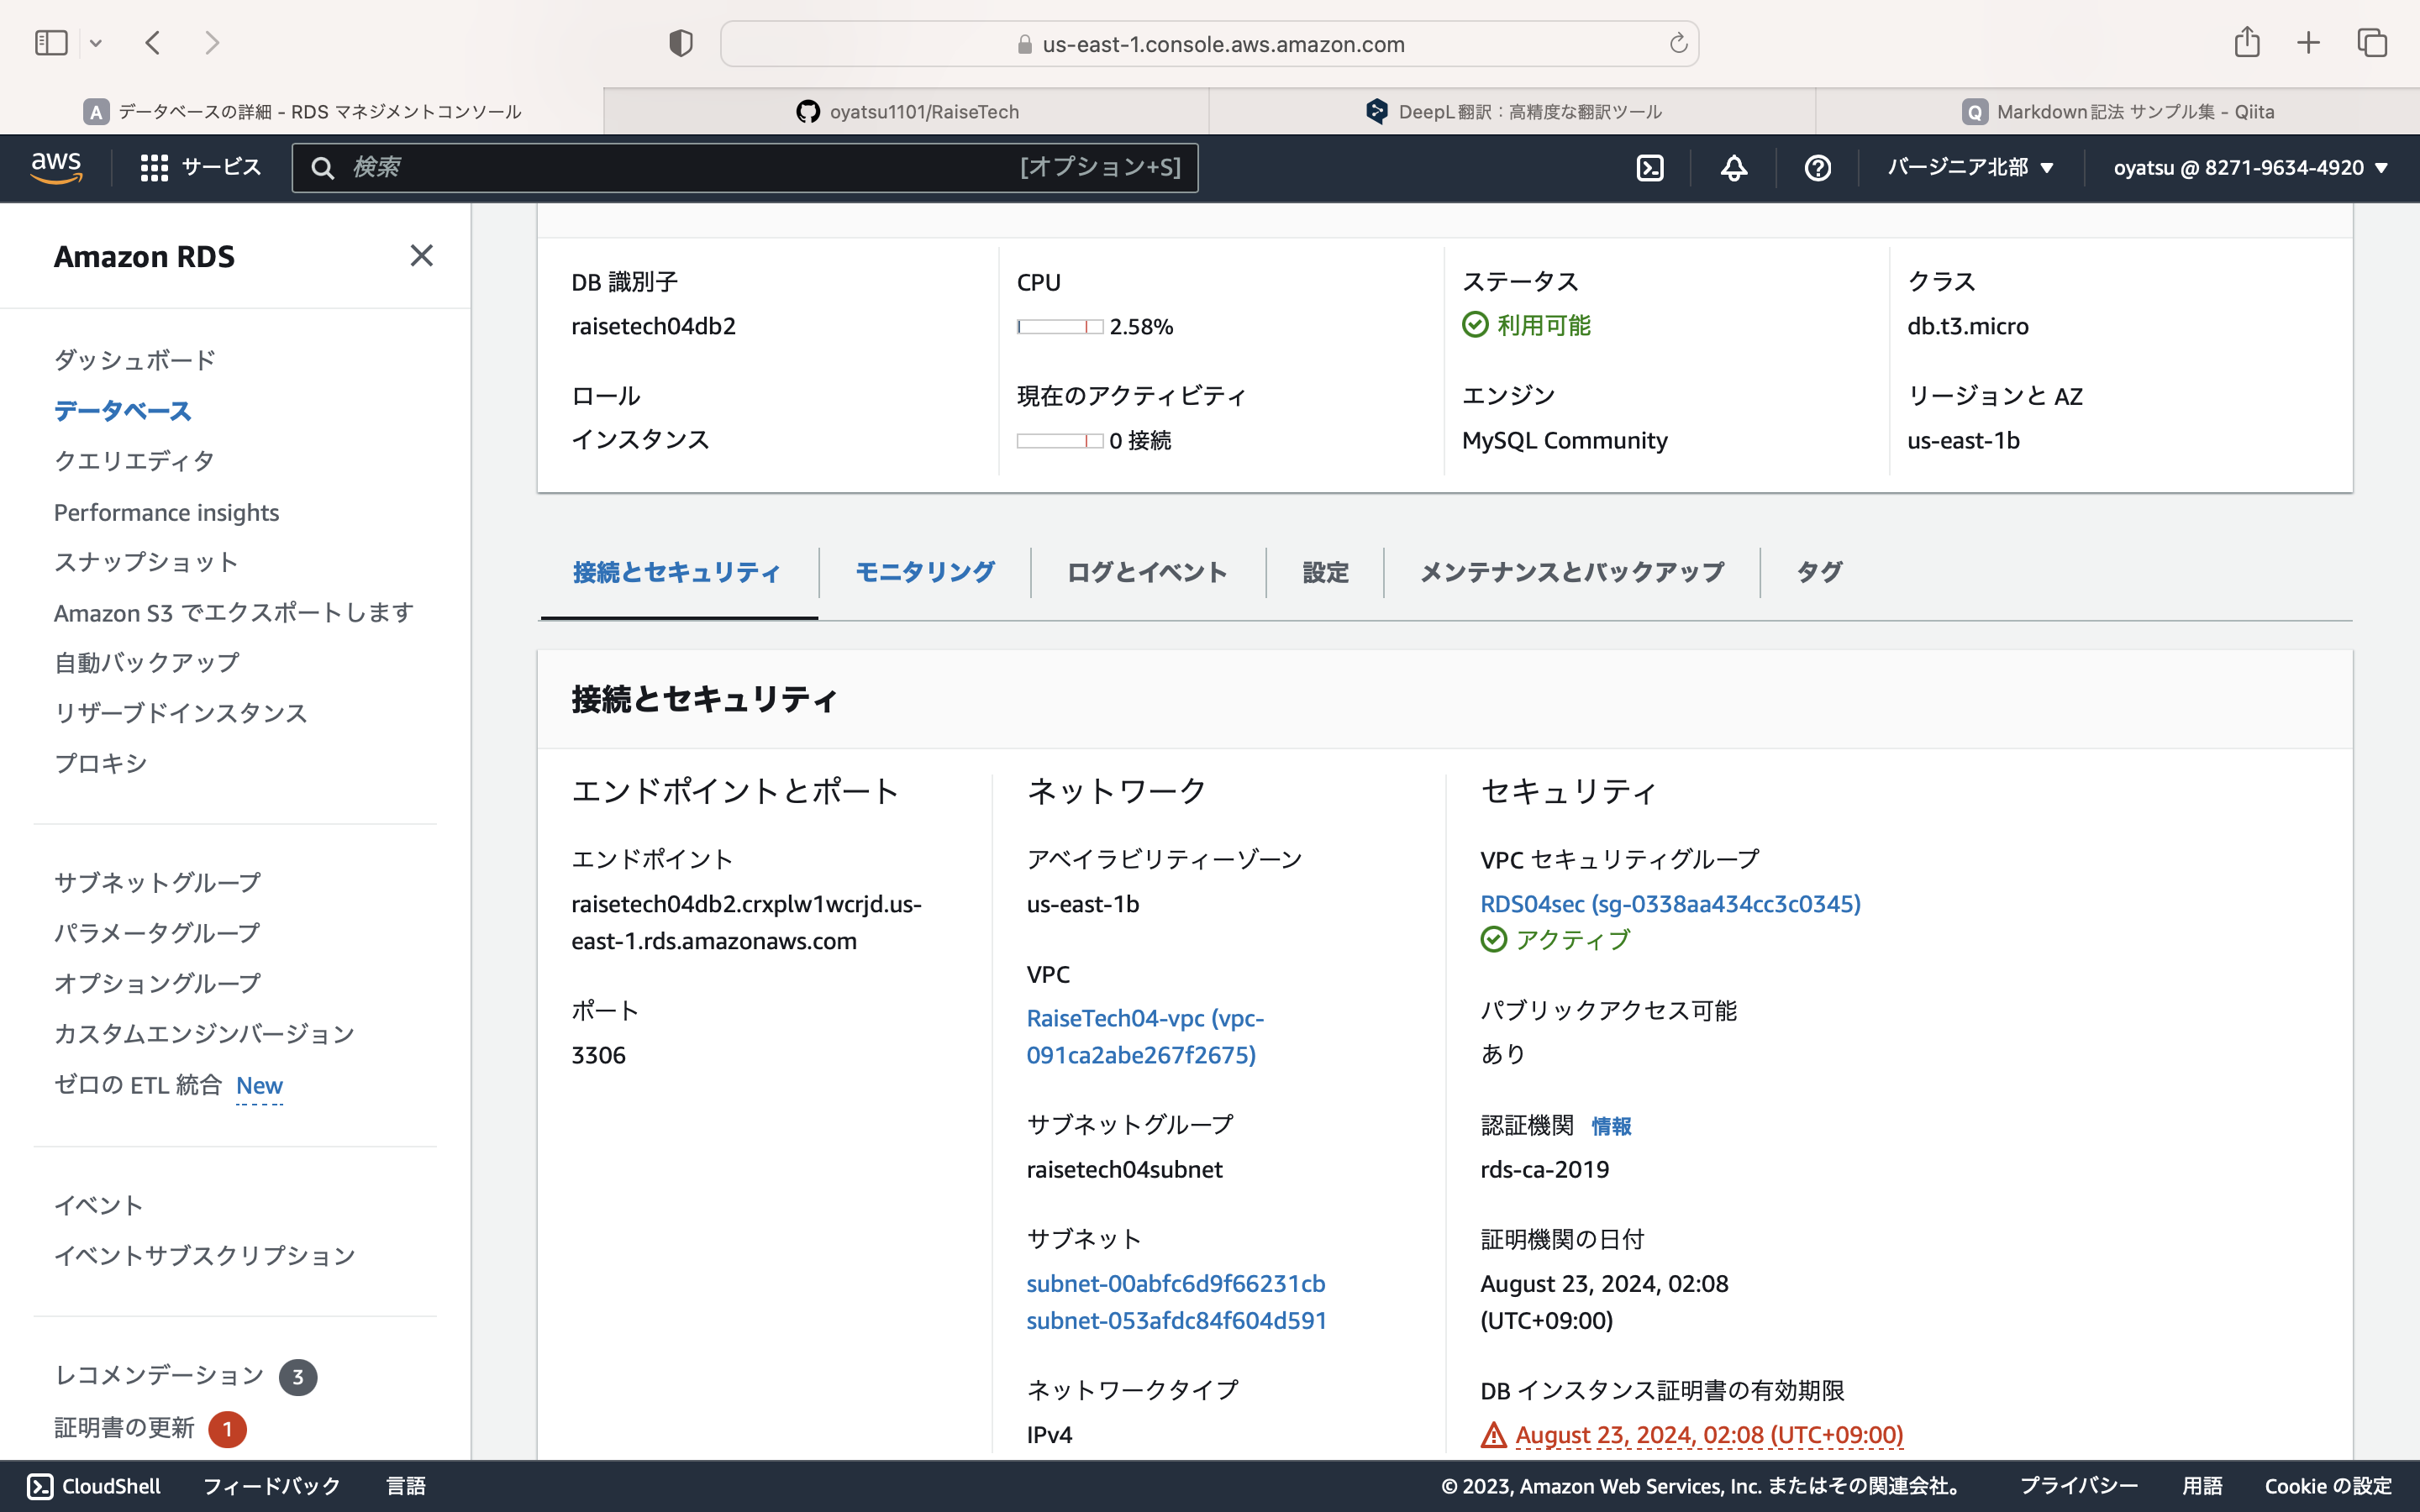 us-east-1.console.aws.amazon.com
A データベースの詳細 - RDS マネジメントコンソール
oyatsu1101/RaiseTech
DeepL翻訳：高精度な翻訳ツール
Q Markdown記法 サンプル集 - Qiita
aws
サービス
検索
[オプション+S]
バージニア北部
oyatsu @ 8271-9634-4920
Amazon RDS
ダッシュボード
データベース
クエリエディタ
Performance insights
スナップショット
Amazon S3 でエクスポートします
自動バックアップ
リザーブドインスタンス
プロキシ
サブネットグループ
パラメータグループ
オプショングループ
カスタムエンジンバージョン
ゼロの ETL 統合 New
イベント
イベントサブスクリプション
レコメンデーション 3
証明書の更新 1
DB 識別子
raisetech04db2
CPU
2.58%
ステータス
利用可能
クラス
db.t3.micro
ロール
インスタンス
現在のアクティビティ
0 接続
エンジン
MySQL Community
リージョンと AZ
us-east-1b
接続とセキュリティ
モニタリング
ログとイベント
設定
メンテナンスとバックアップ
タグ
接続とセキュリティ
エンドポイントとポート
エンドポイント
raisetech04db2.crxplw1wcrjd.us-
east-1.rds.amazonaws.com
ポート
3306
ネットワーク
アベイラビリティーゾーン
us-east-1b
VPC
RaiseTech04-vpc (vpc-
091ca2abe267f2675)
サブネットグループ
raisetech04subnet
サブネット
subnet-00abfc6d9f66231cb
subnet-053afdc84f604d591
ネットワークタイプ
IPv4
セキュリティ
VPC セキュリティグループ
RDS04sec (sg-0338aa434cc3c0345)
アクティブ
パブリックアクセス可能
あり
認証機関 情報
rds-ca-2019
証明機関の日付
August 23, 2024, 02:08
(UTC+09:00)
DB インスタンス証明書の有効期限
August 23, 2024, 02:08 (UTC+09:00)
CloudShell
フィードバック
言語
© 2023, Amazon Web Services, Inc. またはその関連会社。
プライバシー
用語
Cookie の設定